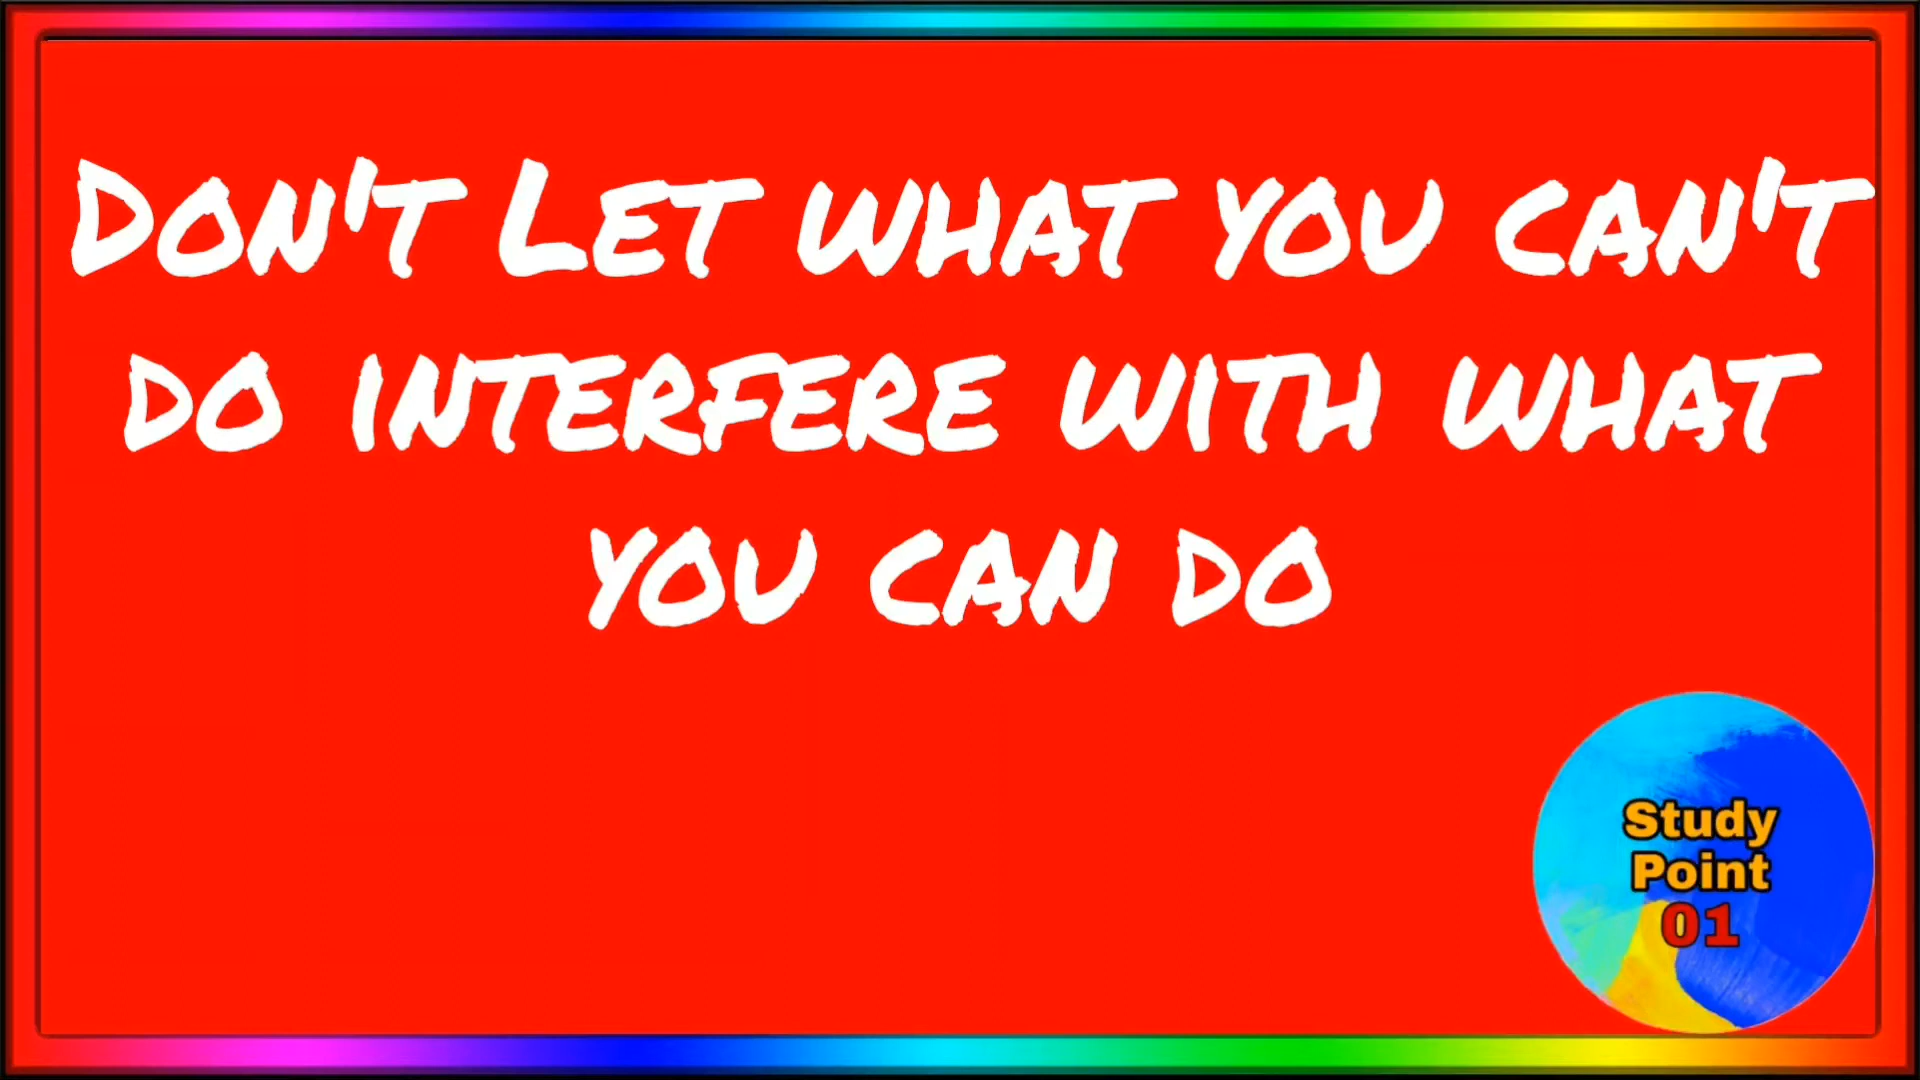 Don't Let what you can't
do interfere with what
you can do
Study
Point
01